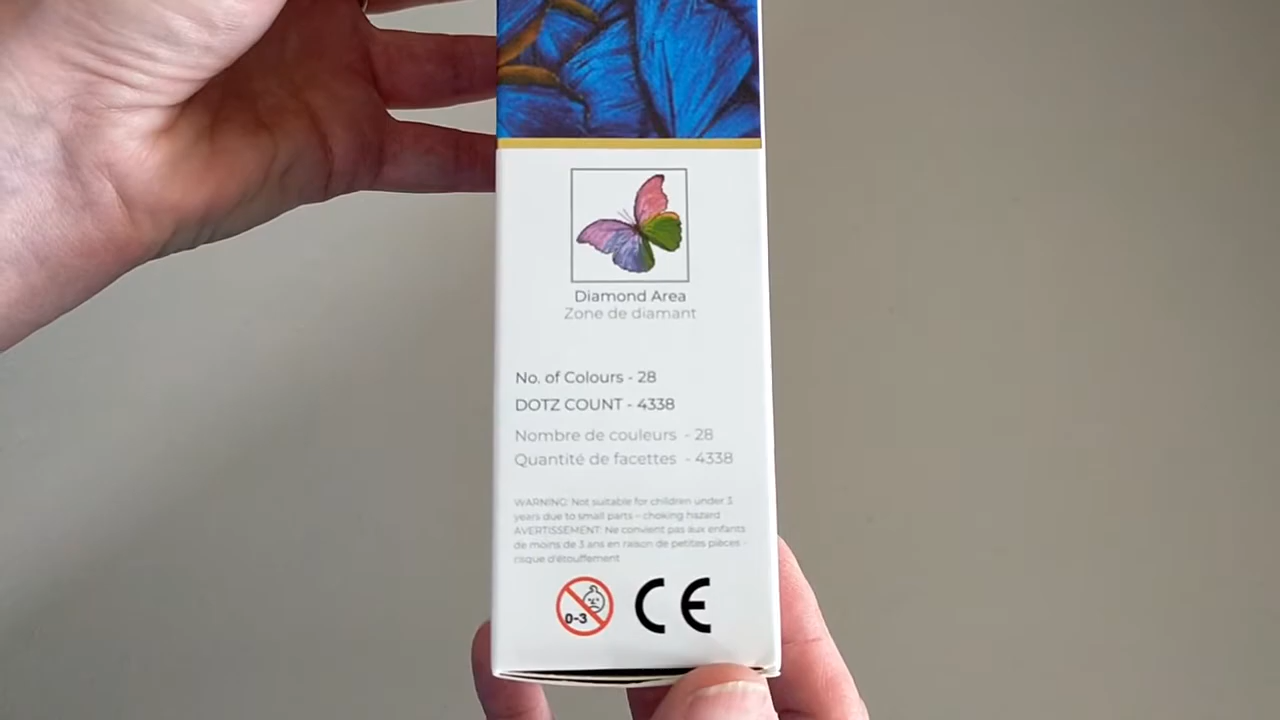 Diamond Area
Zone de diamant
No. of Colours - 28
DOTZ COUNT - 4338
Nombre de couleurs - 28
Quantité de facettes - 4338
WARNING: Not suitable for children under 3
years due to small parts - choking hazard
AVERTISSEMENT: Ne convient pas aux enfants
de moins de 3 ans en raison de petites pièces -
risque d'étouffement
0-3
CE